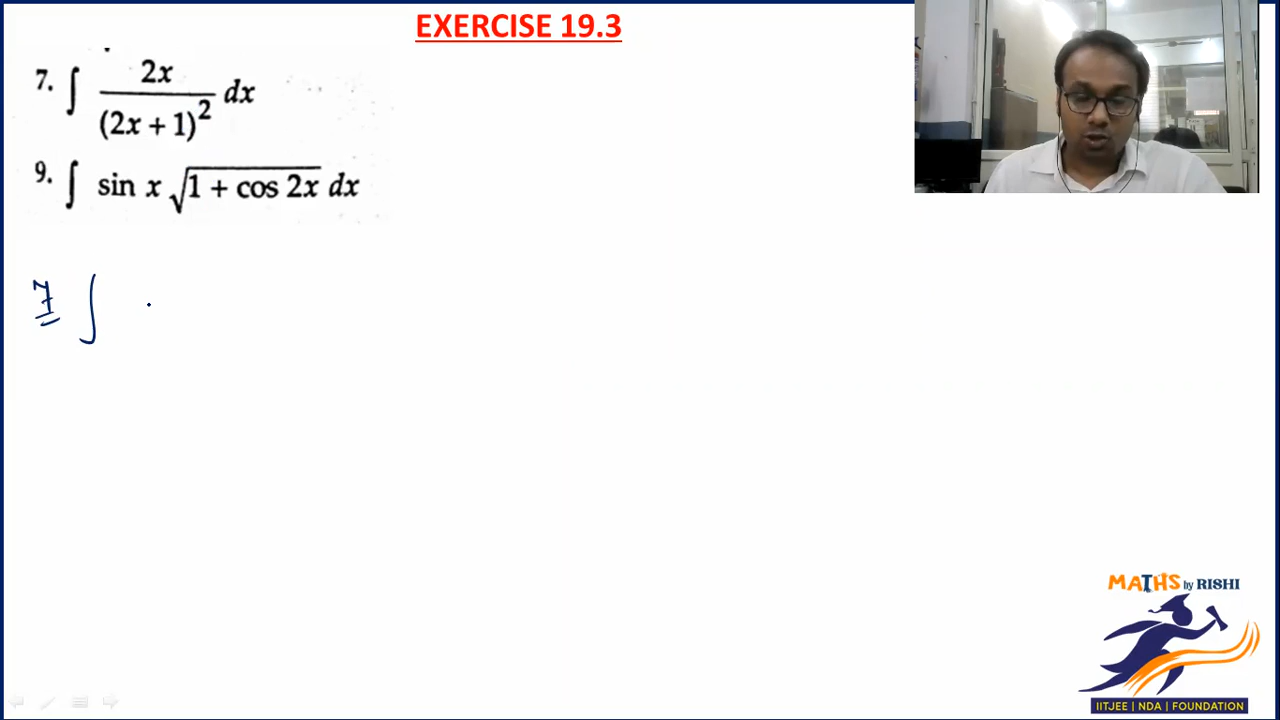 EXERCISE 19.3
7. ∫ 2x / (2x + 1)² dx
9. ∫ sin x √(1 + cos 2x) dx
7 ∫
MATHS by RISHI
IITJEE | NDA | FOUNDATION